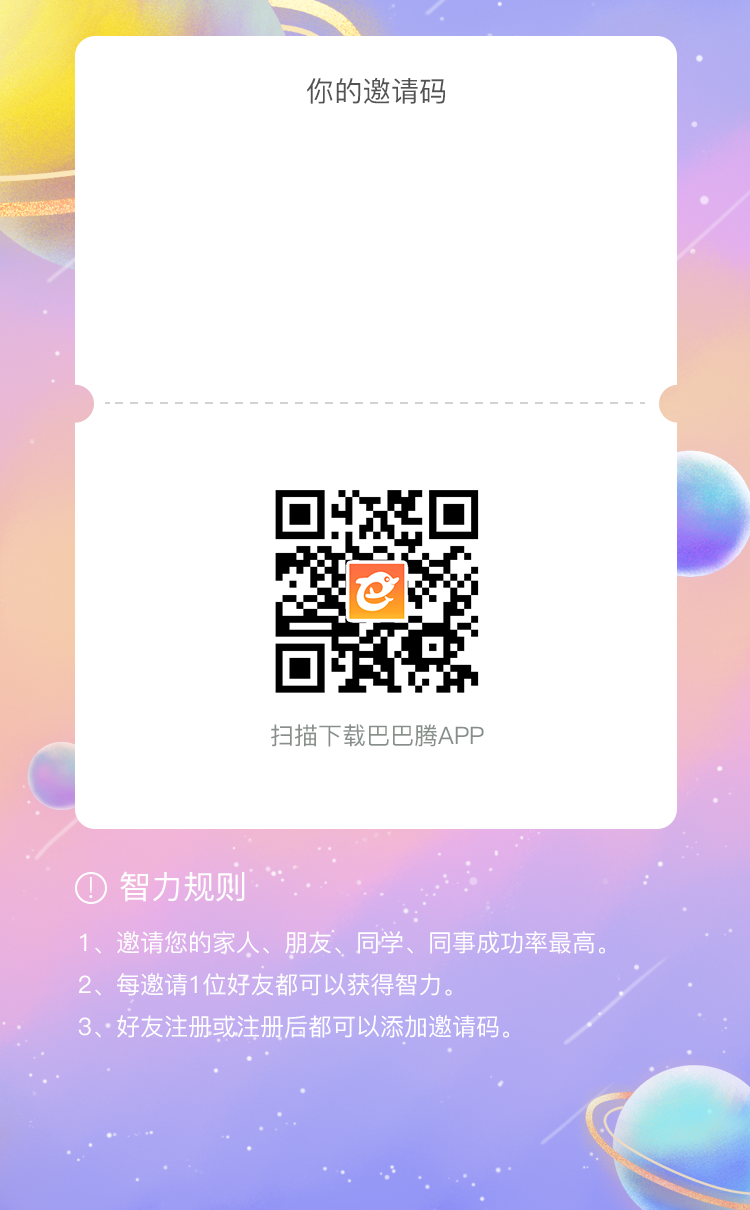 你的邀请码
扫描下载巴巴腾APP
智力规则
1、邀请您的家人、朋友、同学、同事成功率最高。
2、每邀请1位好友都可以获得智力。
3、好友注册或注册后都可以添加邀请码。